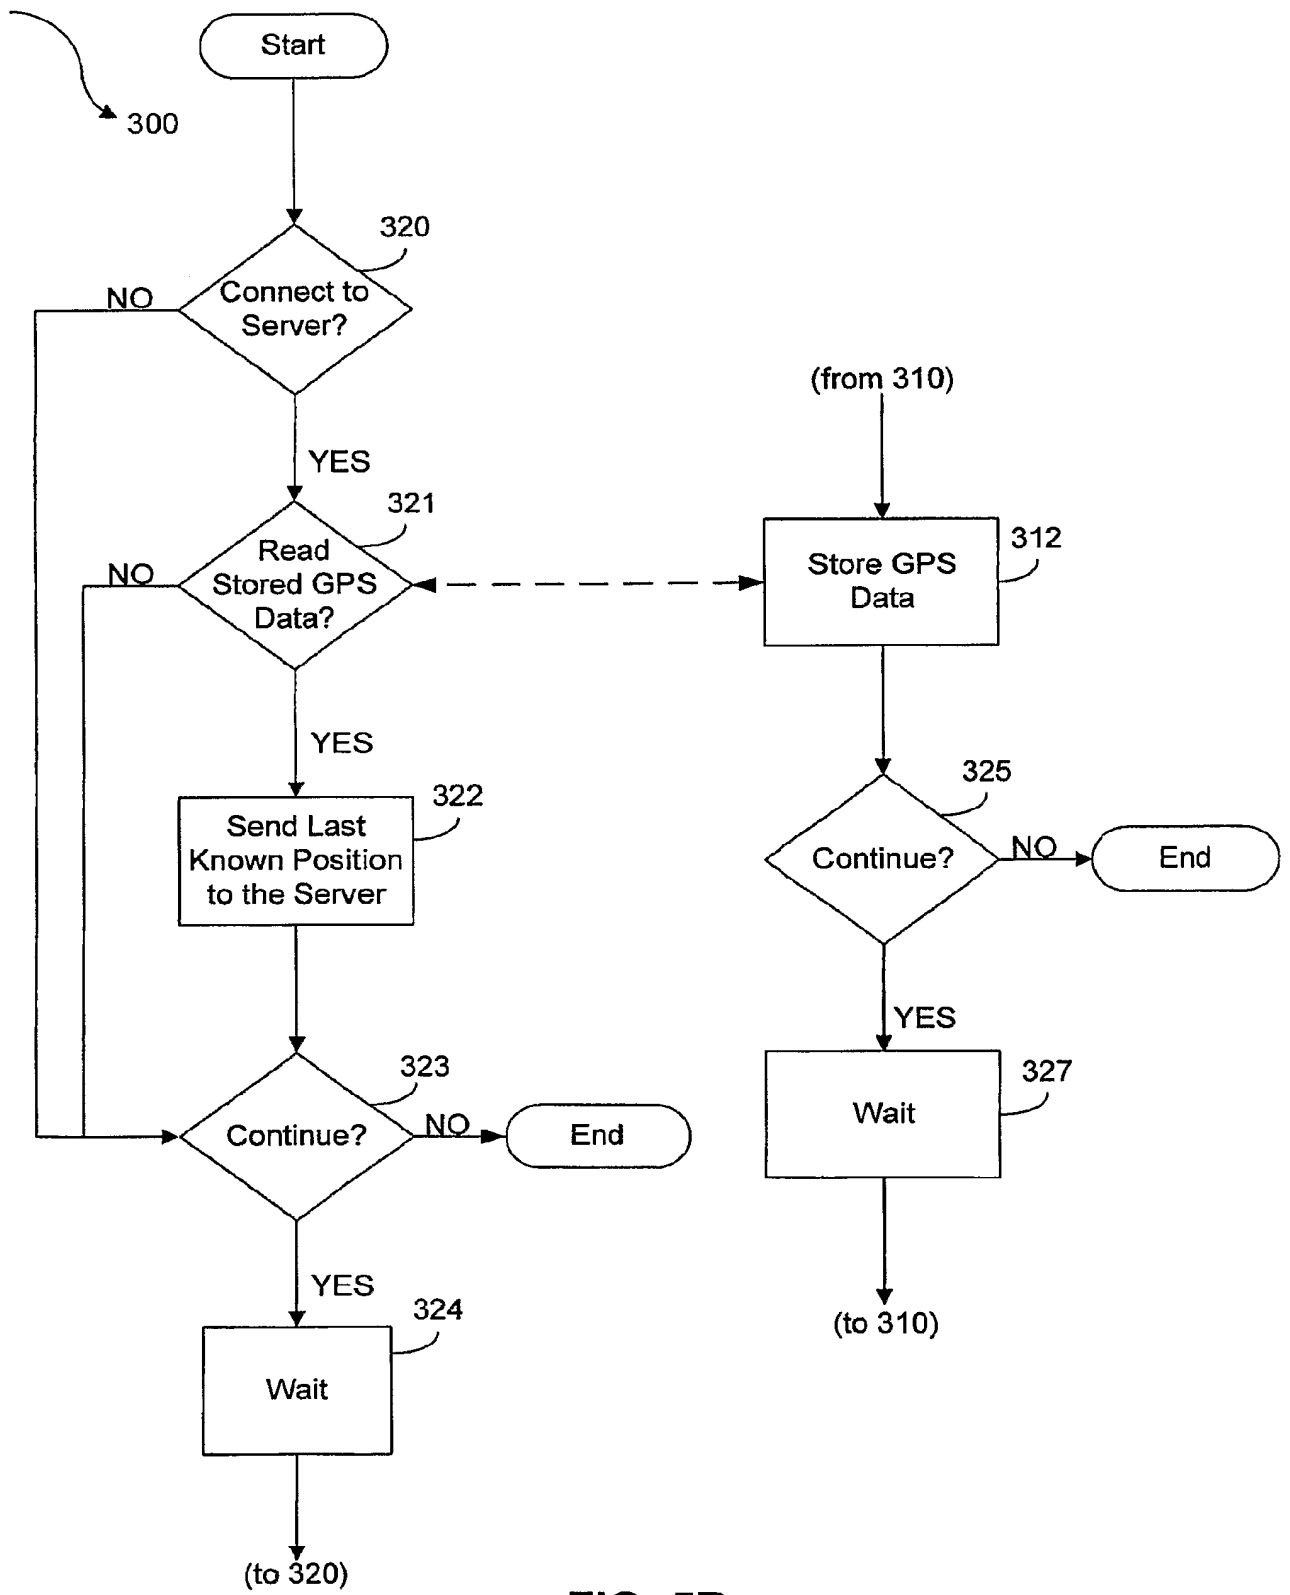 Start
300
320
Connect to
Server?
NO
YES
321
Read
Stored GPS
Data?
NO
YES
322
Send Last
Known Position
to the Server
323
Continue?
NO
End
YES
324
Wait
(to 320)
(from 310)
312
Store GPS
Data
325
Continue?
NO
End
YES
327
Wait
(to 310)